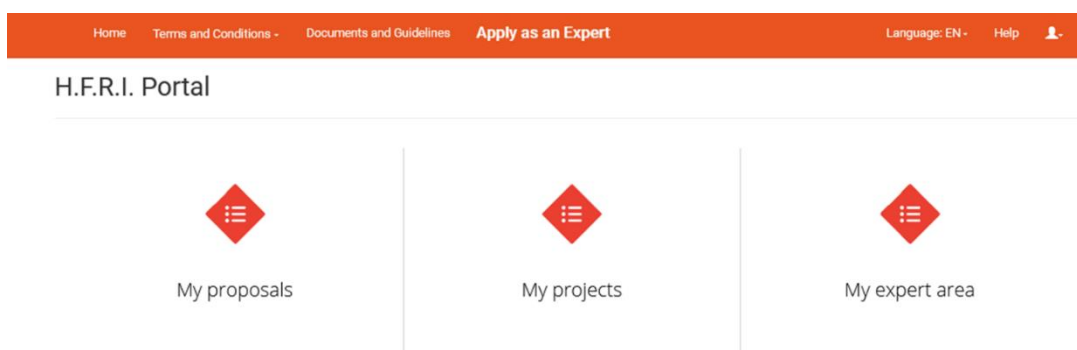 Home Terms and Conditions - Documents and Guidelines Apply as an Expert Language: EN - Help
H.F.R.I. Portal
My proposals My projects My expert area